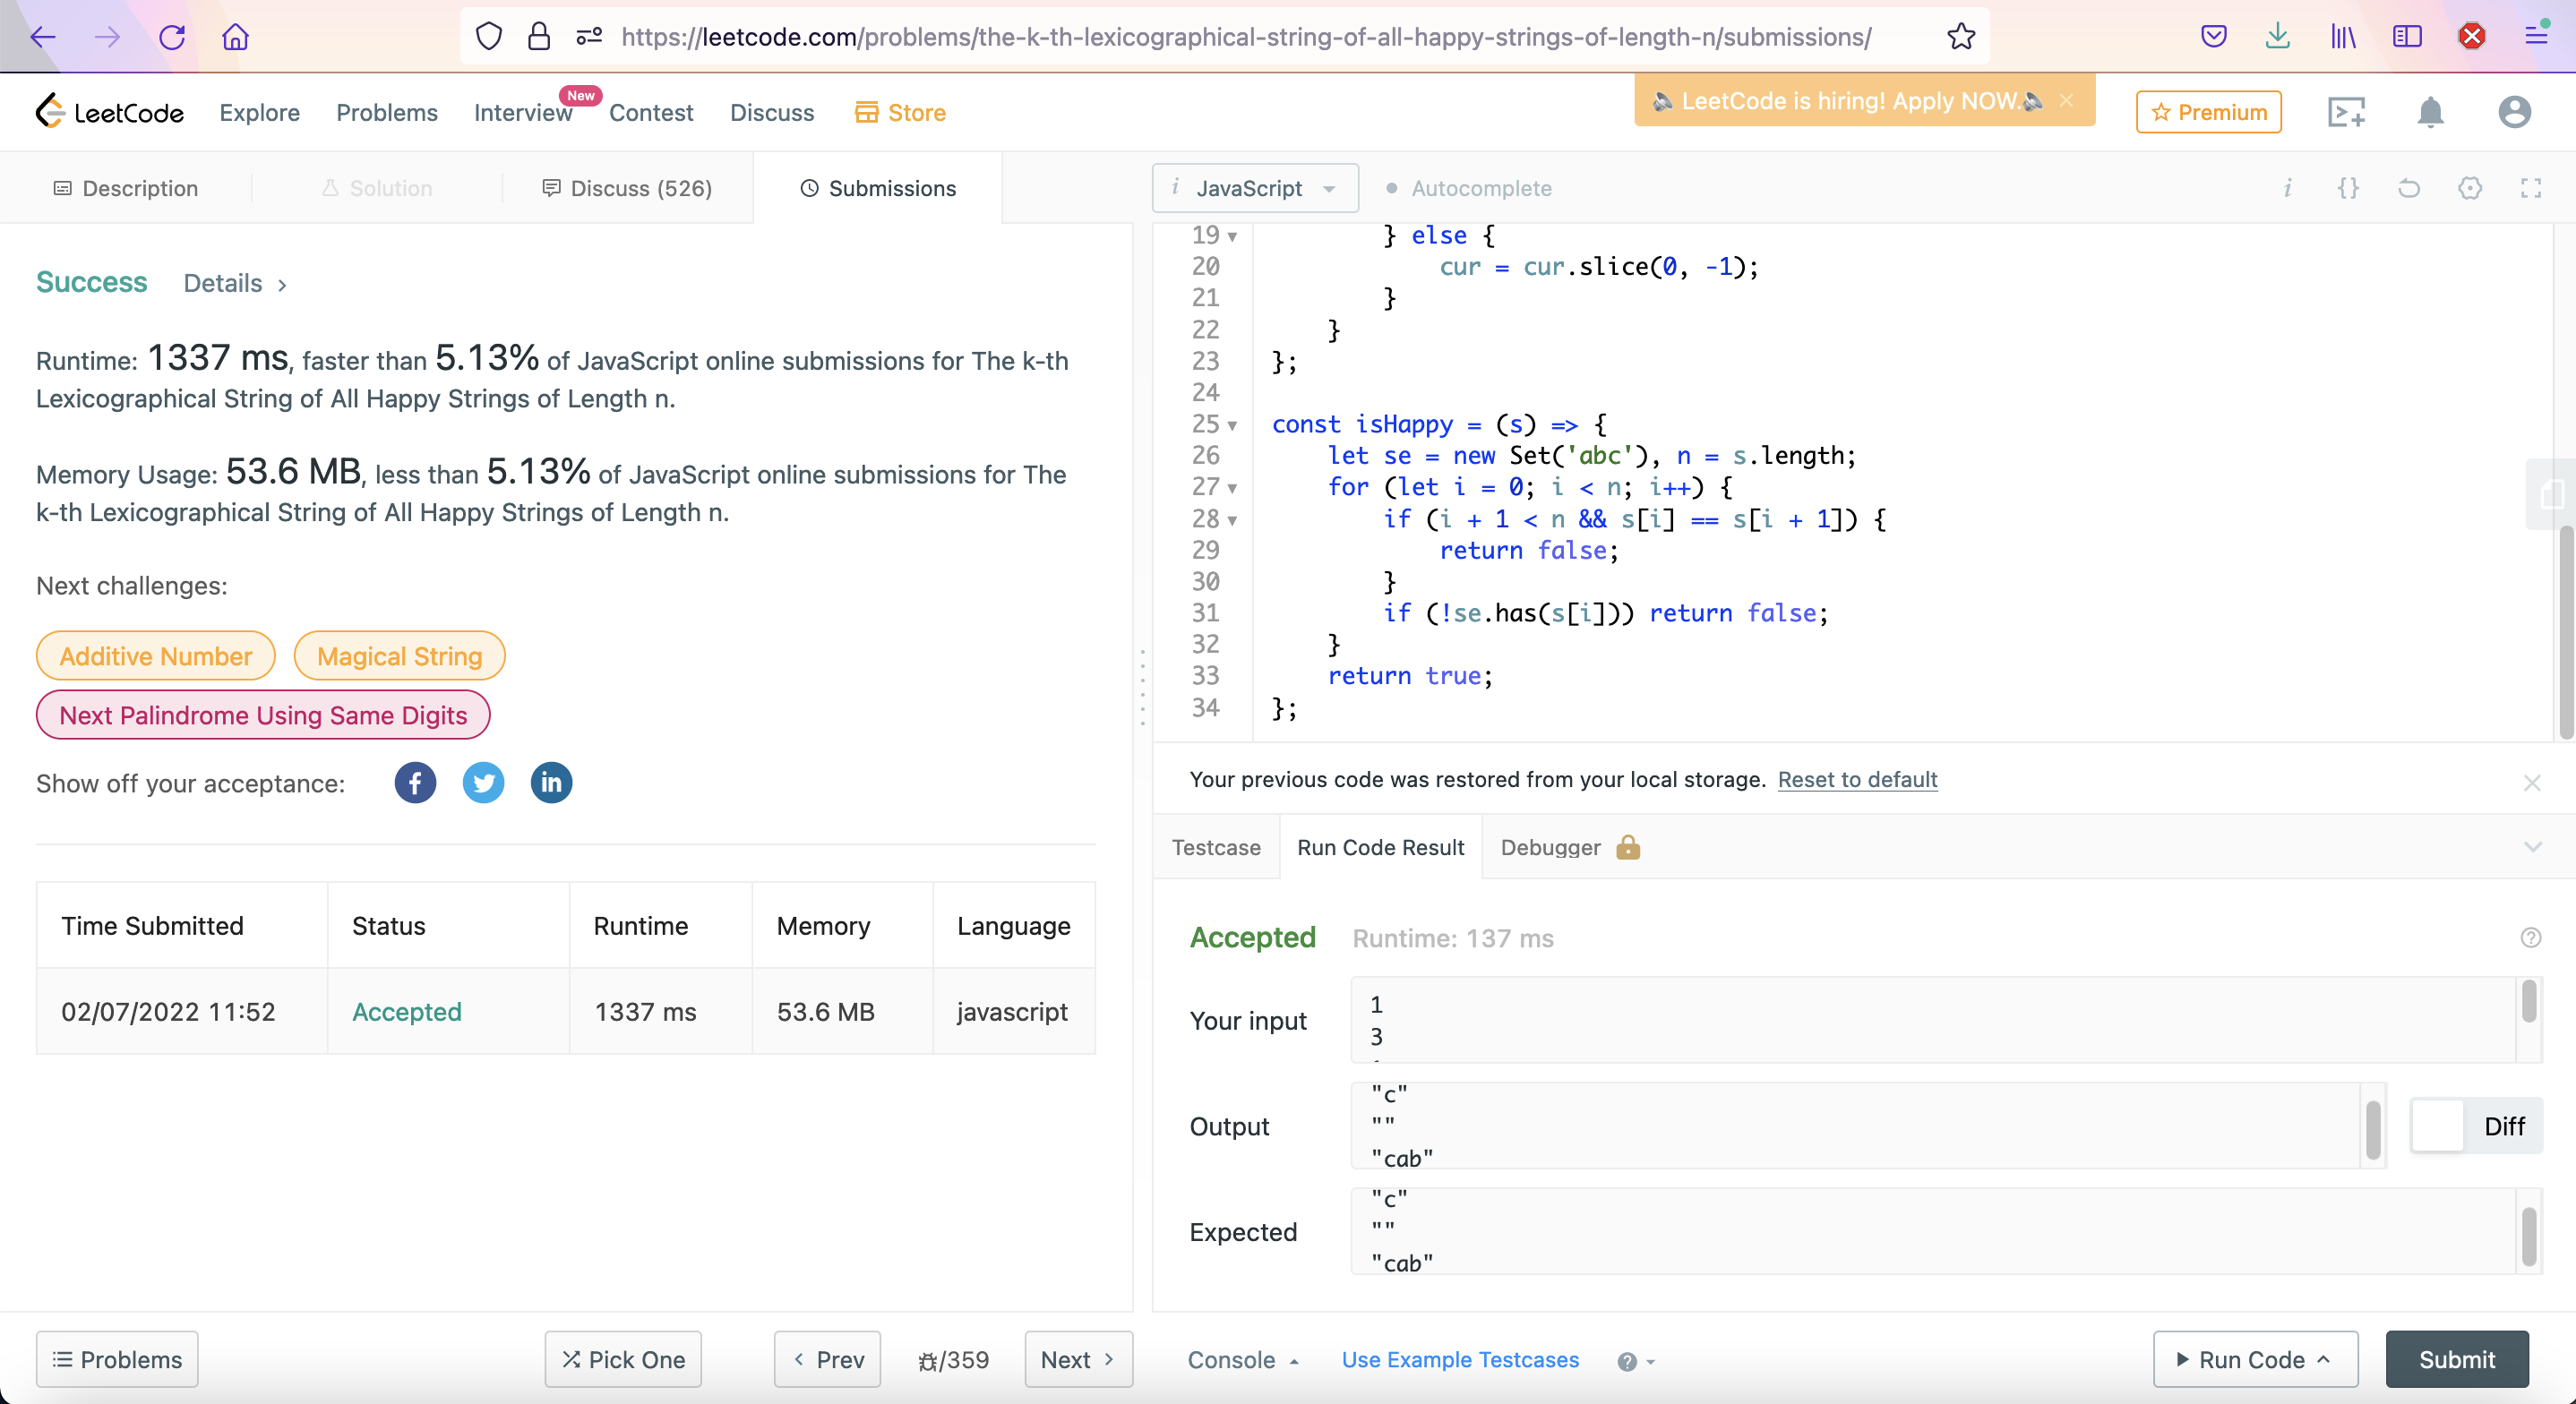 https://leetcode.com/problems/the-k-th-lexicographical-string-of-all-happy-strings-of-length-n/submissions/
LeetCode
Explore
Problems
Interview
New
Contest
Discuss
Store
🔈 LeetCode is hiring! Apply NOW.🔈 ×
Premium
Description
Solution
Discuss (526)
Submissions
Success
Details >
Runtime: 1337 ms, faster than 5.13% of JavaScript online submissions for The k-th
Lexicographical String of All Happy Strings of Length n.
Memory Usage: 53.6 MB, less than 5.13% of JavaScript online submissions for The
k-th Lexicographical String of All Happy Strings of Length n.
Next challenges:
Additive Number
Magical String
Next Palindrome Using Same Digits
Show off your acceptance:
Time Submitted
Status
Runtime
Memory
Language
02/07/2022 11:52
Accepted
1337 ms
53.6 MB
javascript
Problems
Pick One
< Prev
/359
Next >
i JavaScript
Autocomplete
19 } else {
20 cur = cur.slice(0, -1);
21 }
22 }
23 };
24
25 const isHappy = (s) => {
26 let se = new Set('abc'), n = s.length;
27 for (let i = 0; i < n; i++) {
28 if (i + 1 < n && s[i] == s[i + 1]) {
29 return false;
30 }
31 if (!se.has(s[i])) return false;
32 }
33 return true;
34 };
Your previous code was restored from your local storage. Reset to default
Testcase
Run Code Result
Debugger
Accepted
Runtime: 137 ms
Your input
1
3
Output
"c"
""
"cab"
Diff
Expected
"c"
""
"cab"
Console
Use Example Testcases
Run Code
Submit